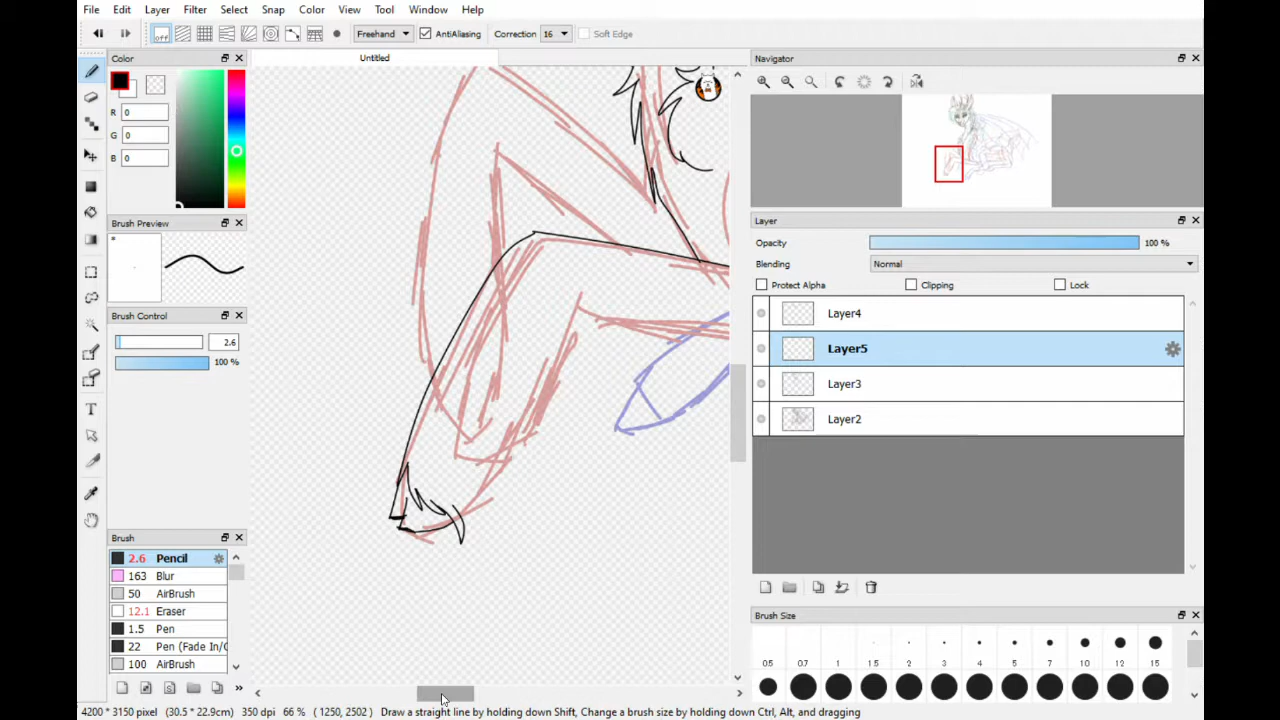 File Edit View Layer Filter Select Snap Color View Tool Window Help
off Freehand AntiAliasing Correction 16 Soft Edge
Color
Untitled
Navigator
R 0
G 0
B 0
Brush Preview
Layer
Opacity 100 %
Blending Normal
Protect Alpha Clipping Lock
Layer4
Brush Control
2.6
Layer5
100 %
Layer3
Layer2
Brush
2.6 Pencil
163 Blur
50 AirBrush
12.1 Eraser
1.5 Pen
22 Pen (Fade In/O
100 AirBrush
Brush Size
0.5 0.7 1 1.5 2 3 4 5 7 10 12 15
4200 * 3150 pixel (30.5 * 22.9cm) 350 dpi 66 % ( 1250, 2502 ) Draw a straight line by holding down Shift, Change a brush size by holding down Ctrl, Alt, and dragging